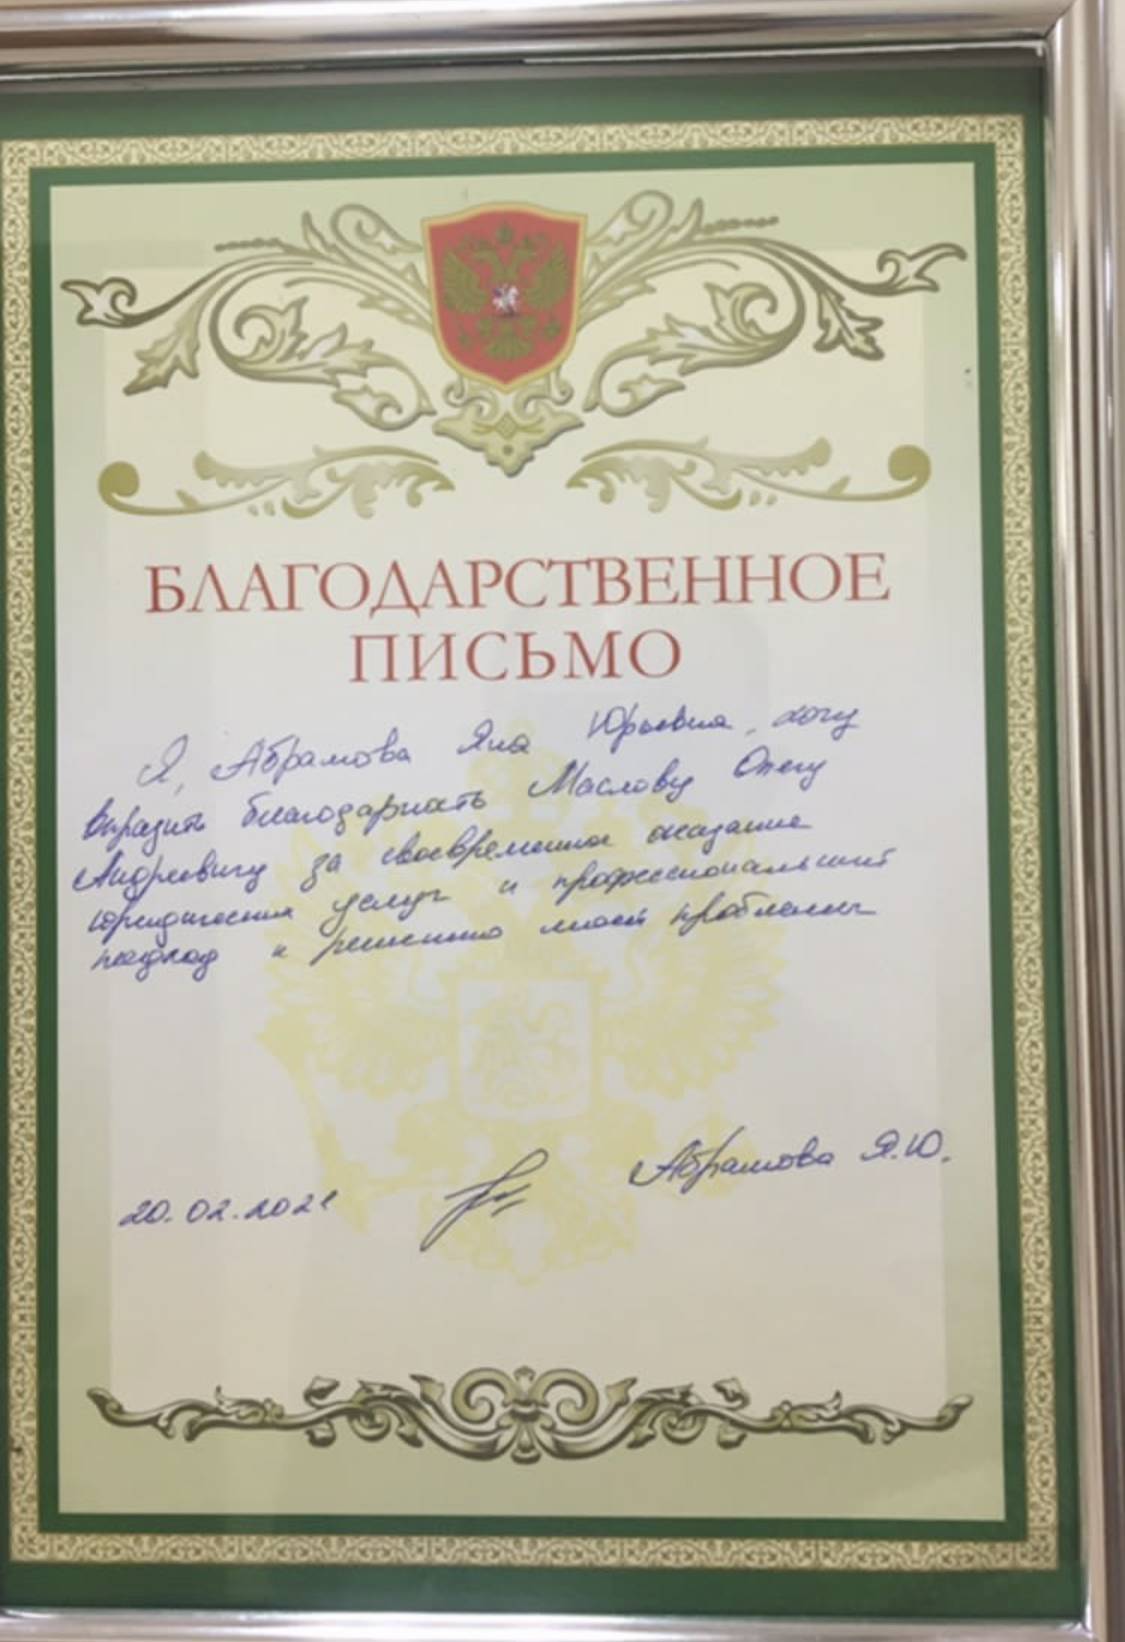 БЛАГОДАРСТВЕННОЕ
ПИСЬМО
Я, Абрамова Яна Юрьевна, хочу
выразить благодарность Маслову Олегу
Андреевичу за своевременное оказание
юридических услуг и профессиональный
подход к решению моей проблемы
20.02.2021
Абрамова Я.Ю.